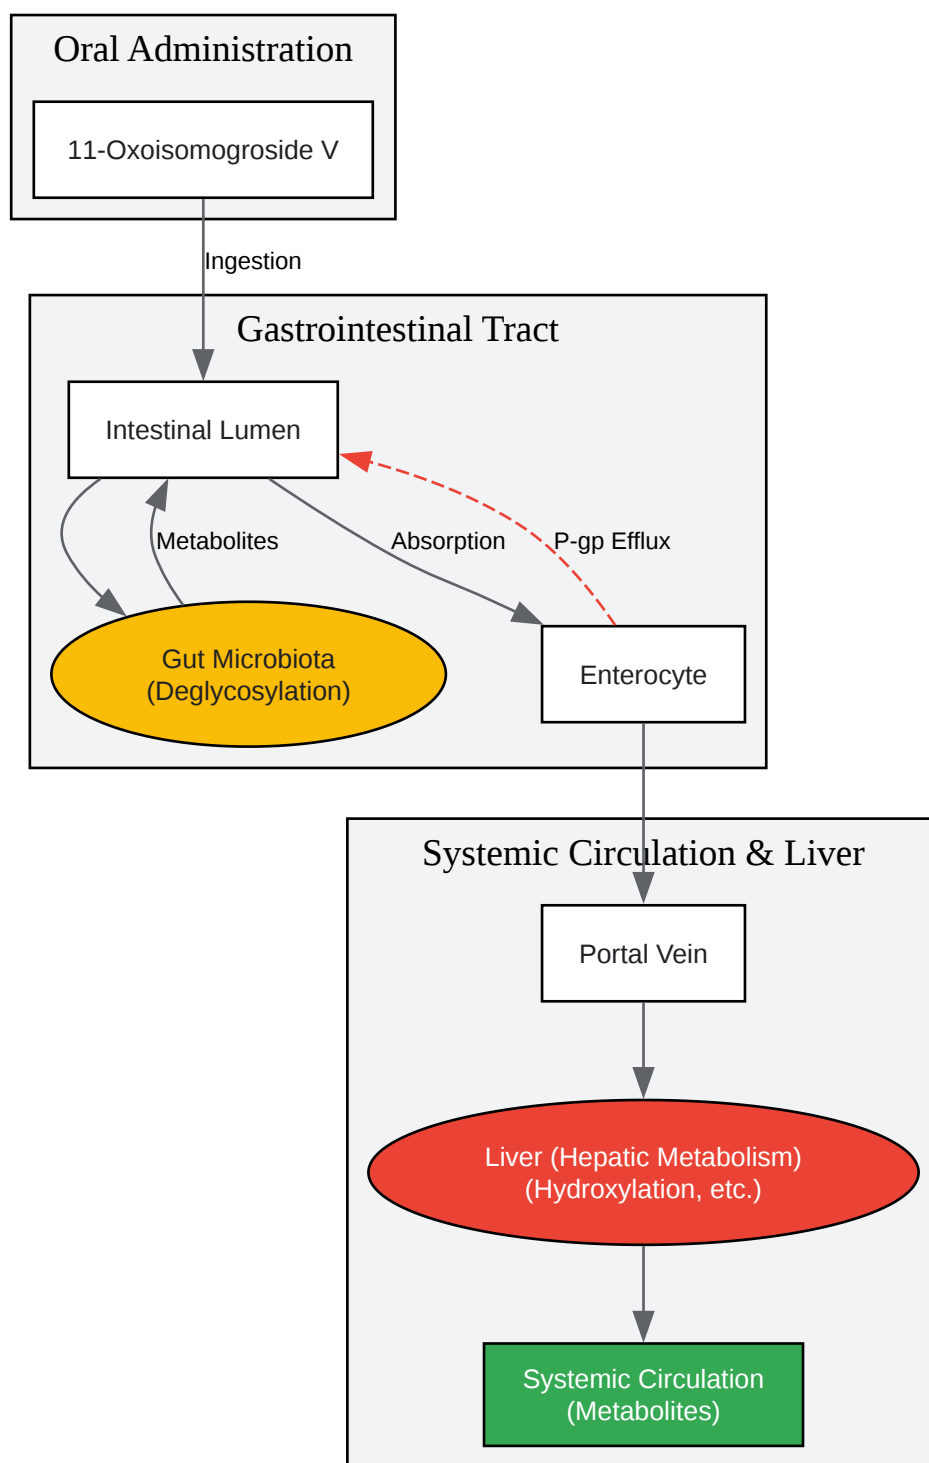 Oral Administration
11-Oxoisomogroside V
Ingestion
Gastrointestinal Tract
Intestinal Lumen
Metabolites
Absorption
P-gp Efflux
Gut Microbiota
(Deglycosylation)
Enterocyte
Systemic Circulation & Liver
Portal Vein
Liver (Hepatic Metabolism)
(Hydroxylation, etc.)
Systemic Circulation
(Metabolites)